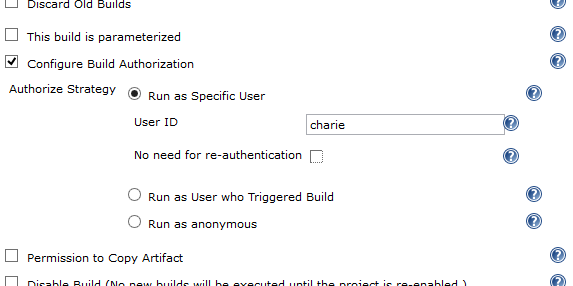 Discard Old Builds
This build is parameterized
Configure Build Authorization
Authorize Strategy Run as Specific User
User ID charie
No need for re-authentication
Run as User who Triggered Build
Run as anonymous
Permission to Copy Artifact
Disable Build (No new builds will be executed until the project is re-enabled.)